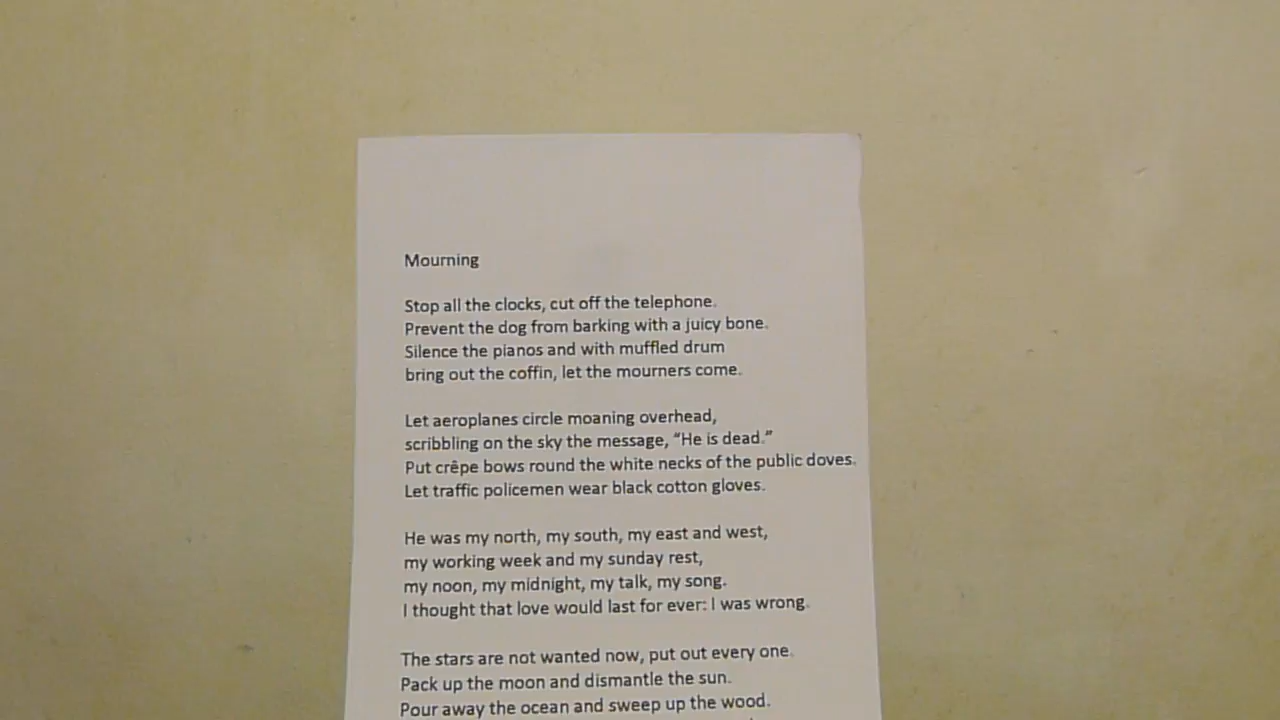 Mourning
Stop all the clocks, cut off the telephone.
Prevent the dog from barking with a juicy bone.
Silence the pianos and with muffled drum
bring out the coffin, let the mourners come.
Let aeroplanes circle moaning overhead,
scribbling on the sky the message, “He is dead.”
Put crêpe bows round the white necks of the public doves.
Let traffic policemen wear black cotton gloves.
He was my north, my south, my east and west,
my working week and my sunday rest,
my noon, my midnight, my talk, my song.
I thought that love would last for ever: I was wrong.
The stars are not wanted now, put out every one.
Pack up the moon and dismantle the sun.
Pour away the ocean and sweep up the wood.